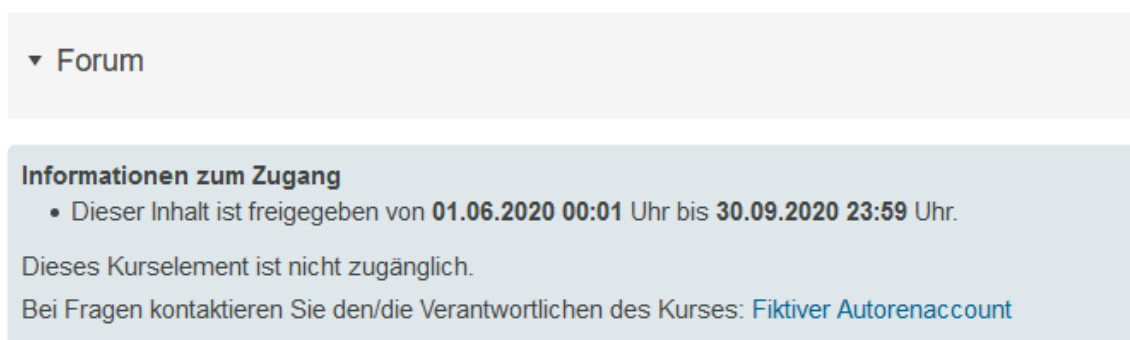 Forum
Informationen zum Zugang
• Dieser Inhalt ist freigegeben von 01.06.2020 00:01 Uhr bis 30.09.2020 23:59 Uhr.
Dieses Kurselement ist nicht zugänglich.
Bei Fragen kontaktieren Sie den/die Verantwortlichen des Kurses: Fiktiver Autorenaccount